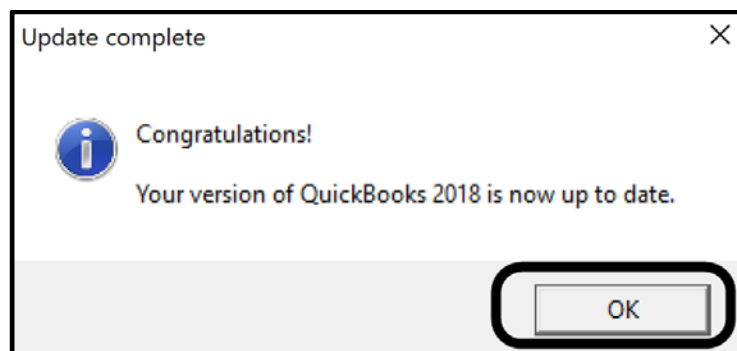 Update complete
Congratulations!
Your version of QuickBooks 2018 is now up to date.
OK